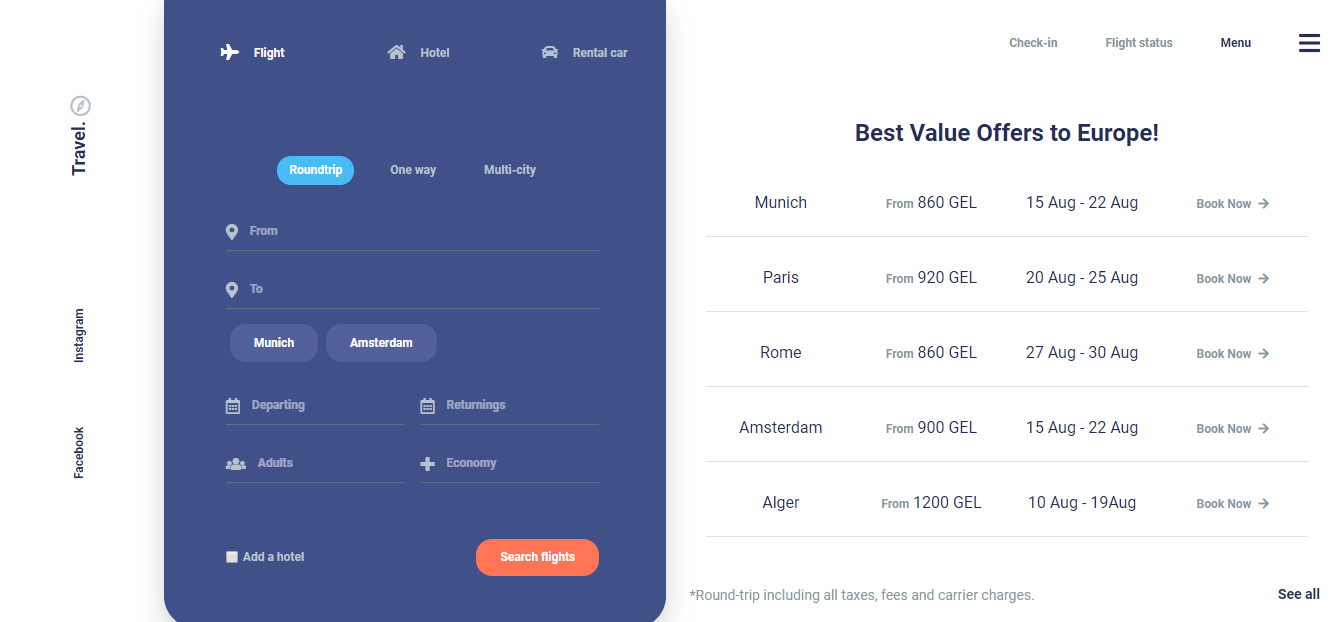 Travel.
Instagram
Facebook
Flight Hotel Rental car
Roundtrip One way Multi-city
From
To
Munich Amsterdam
Departing Returnings
Adults Economy
Add a hotel Search flights
Check-in Flight status Menu
Best Value Offers to Europe!
Munich From 860 GEL 15 Aug - 22 Aug Book Now
Paris From 920 GEL 20 Aug - 25 Aug Book Now
Rome From 860 GEL 27 Aug - 30 Aug Book Now
Amsterdam From 900 GEL 15 Aug - 22 Aug Book Now
Alger From 1200 GEL 10 Aug - 19Aug Book Now
*Round-trip including all taxes, fees and carrier charges. See all